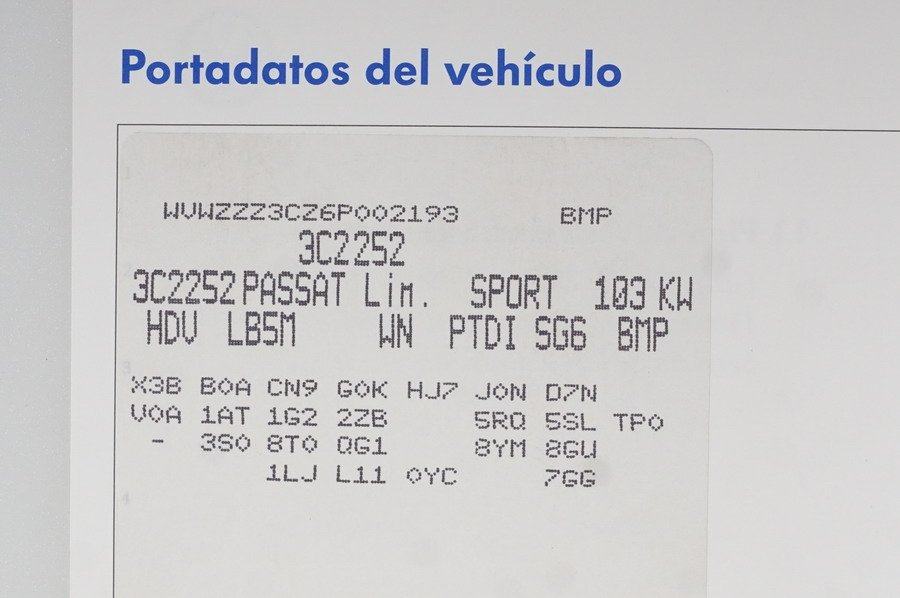 Portadatos del vehículo
WVWZZZ3CZ6P002193 BMP
3C2252
3C2252 PASSAT Lim. SPORT 103 KW
HDV LB5M WN PTDI SG6 BMP
X3B B0A CN9 G0K HJ7 J0N D7N
V0A 1AT 1G2 2ZB 5RQ 5SL TP0
- 3S0 8T0 QG1 8YM 8GU
1LJ L11 0YC 7GG